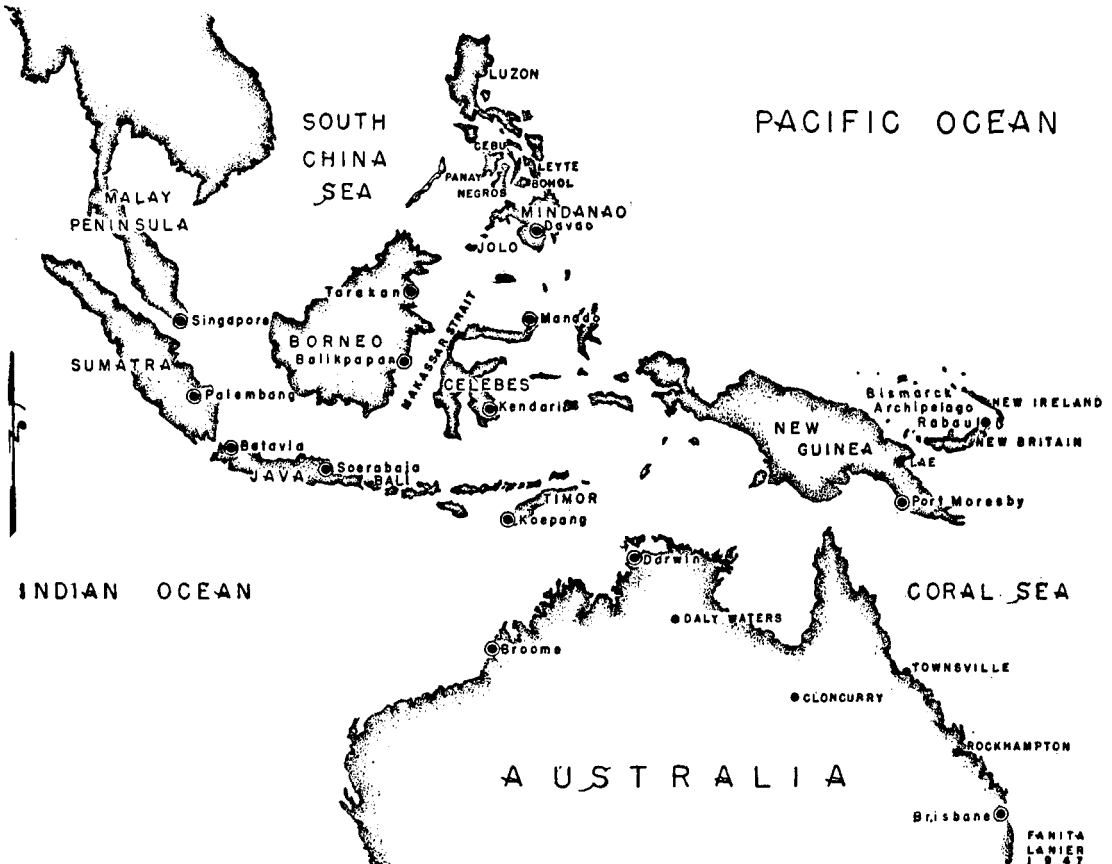 LUZON
SOUTH
CHINA
SEA
PACIFIC OCEAN
CEBU
LEYTE
PANAY
BOHOL
NEGROS
MALAY
PENINSULA
MINDANAO
Davao
JOLO
Tarakan
MAKASSAR STRAIT
Manado
Singapore
BORNEO
Balikpapan
SUMATRA
CELEBES
Palembang
Kendari
Bismarck
Archipelago
NEW IRELAND
Rabaul
NEW
GUINEA
NEW BRITAIN
LAE
Batavia
Soerabaja
JAVA
BALI
TIMOR
Koepang
Port Moresby
Darwin
INDIAN OCEAN
CORAL SEA
DALY WATERS
Broome
TOWNSVILLE
CLONCURRY
ROCKHAMPTON
AUSTRALIA
Brisbane
FANITA
LANIER
1947